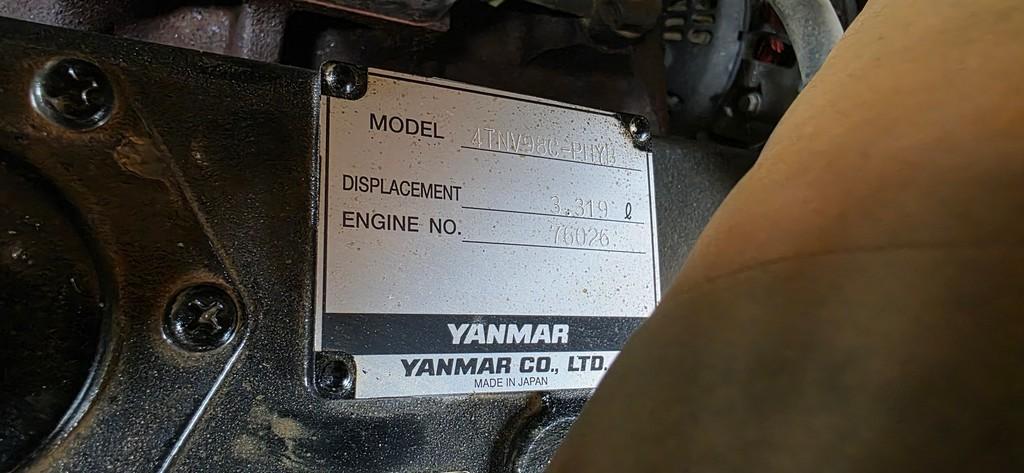 MODEL 4TNV98C-PHYB
DISPLACEMENT 3.319 ℓ
ENGINE NO. 76026
YANMAR
YANMAR CO., LTD.
MADE IN JAPAN